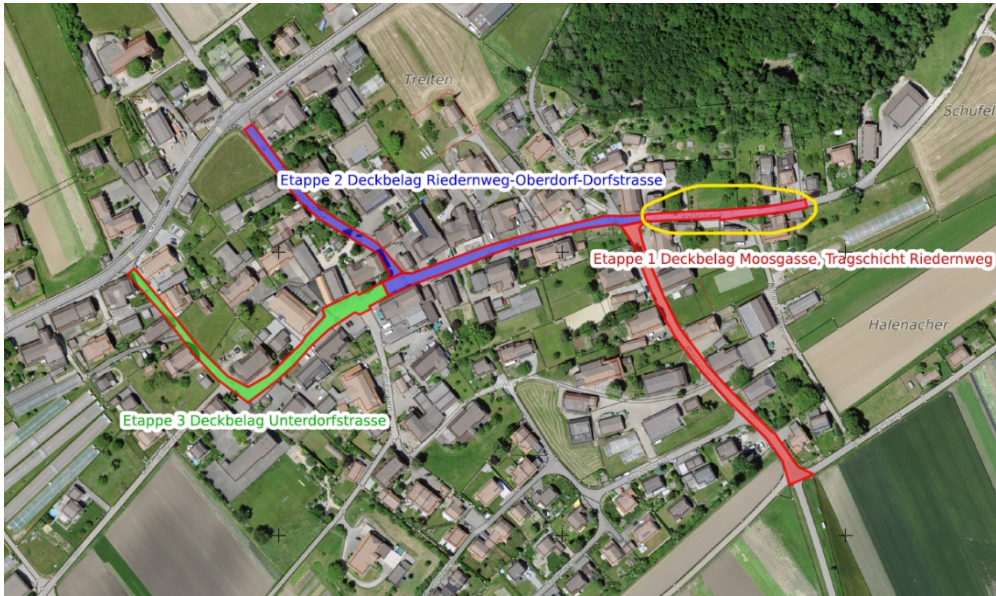 Treiten
Schufel
Etappe 2 Deckbelag Riedernweg-Oberdorf-Dorfstrasse
Etappe 1 Deckbelag Moosgasse, Tragschicht Riedernweg
Halenacher
Etappe 3 Deckbelag Unterdorfstrasse